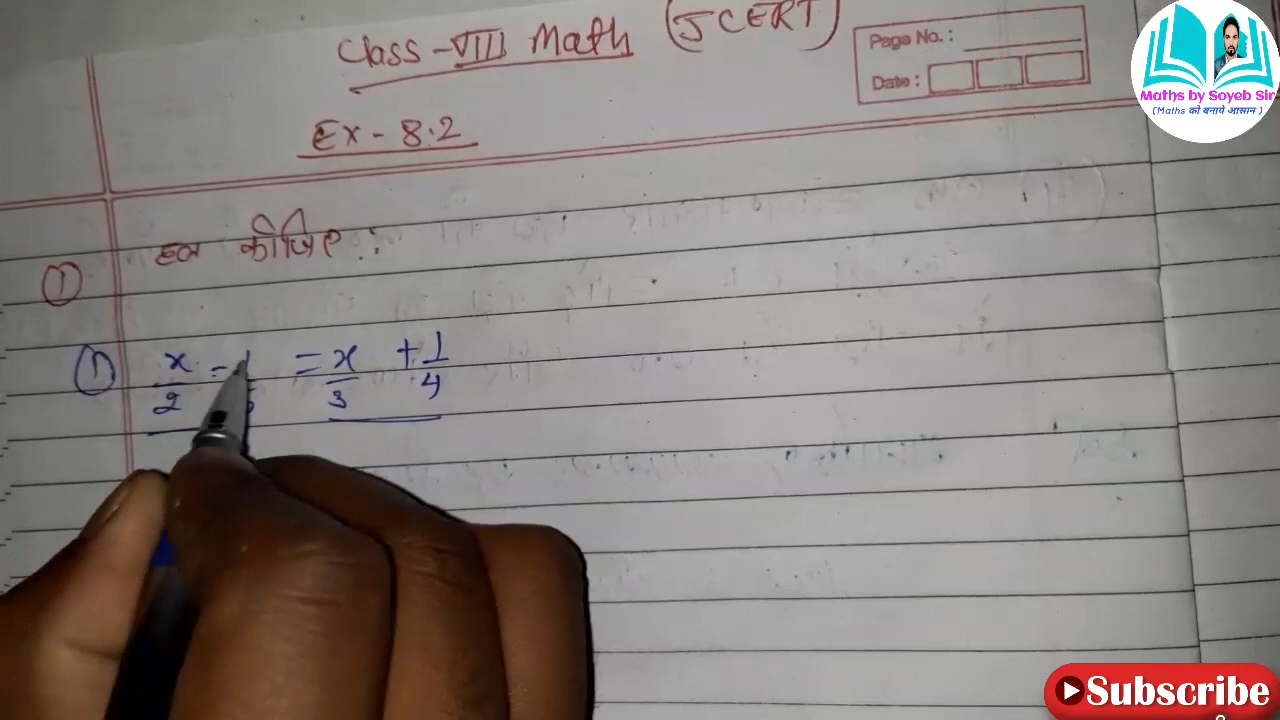 Class-VIII Math (JCERT)
Page No.:
Date:
Maths by Soyeb Sir
(Maths को बनाये आसान)
Ex-8.2
① हल कीजिए:
① x/2 - = x/3 + 1/4
Subscribe